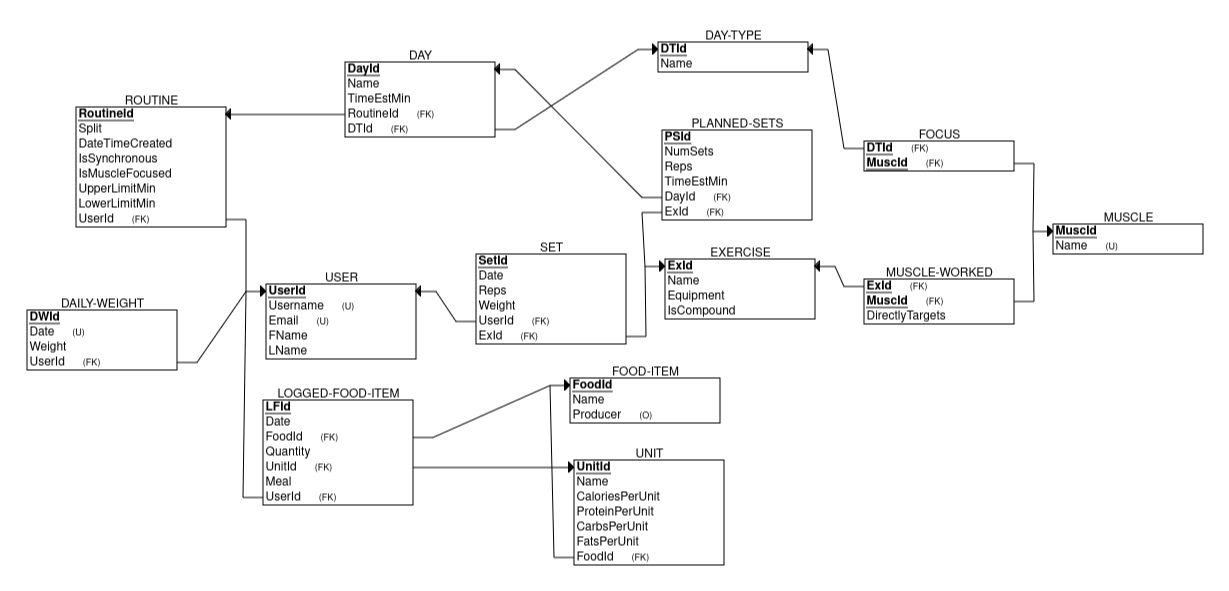 DAY-TYPE
DTId
Name
DAY
DayId
Name
TimeEstMin
RoutineId (FK)
DTId (FK)
ROUTINE
RoutineId
Split
DateTimeCreated
IsSynchronous
IsMuscleFocused
UpperLimitMin
LowerLimitMin
UserId (FK)
PLANNED-SETS
PSId
NumSets
Reps
TimeEstMin
DayId (FK)
ExId (FK)
FOCUS
DTId (FK)
MuscId (FK)
MUSCLE
MuscId
Name (U)
SET
SetId
Date
Reps
Weight
UserId (FK)
ExId (FK)
EXERCISE
ExId
Name
Equipment
IsCompound
MUSCLE-WORKED
ExId (FK)
MuscId (FK)
DirectlyTargets
USER
UserId
Username (U)
Email (U)
FName
LName
DAILY-WEIGHT
DWId
Date (U)
Weight
UserId (FK)
FOOD-ITEM
FoodId
Name
Producer (O)
LOGGED-FOOD-ITEM
LFId
Date
FoodId (FK)
Quantity
UnitId (FK)
Meal
UserId (FK)
UNIT
UnitId
Name
CaloriesPerUnit
ProteinPerUnit
CarbsPerUnit
FatsPerUnit
FoodId (FK)